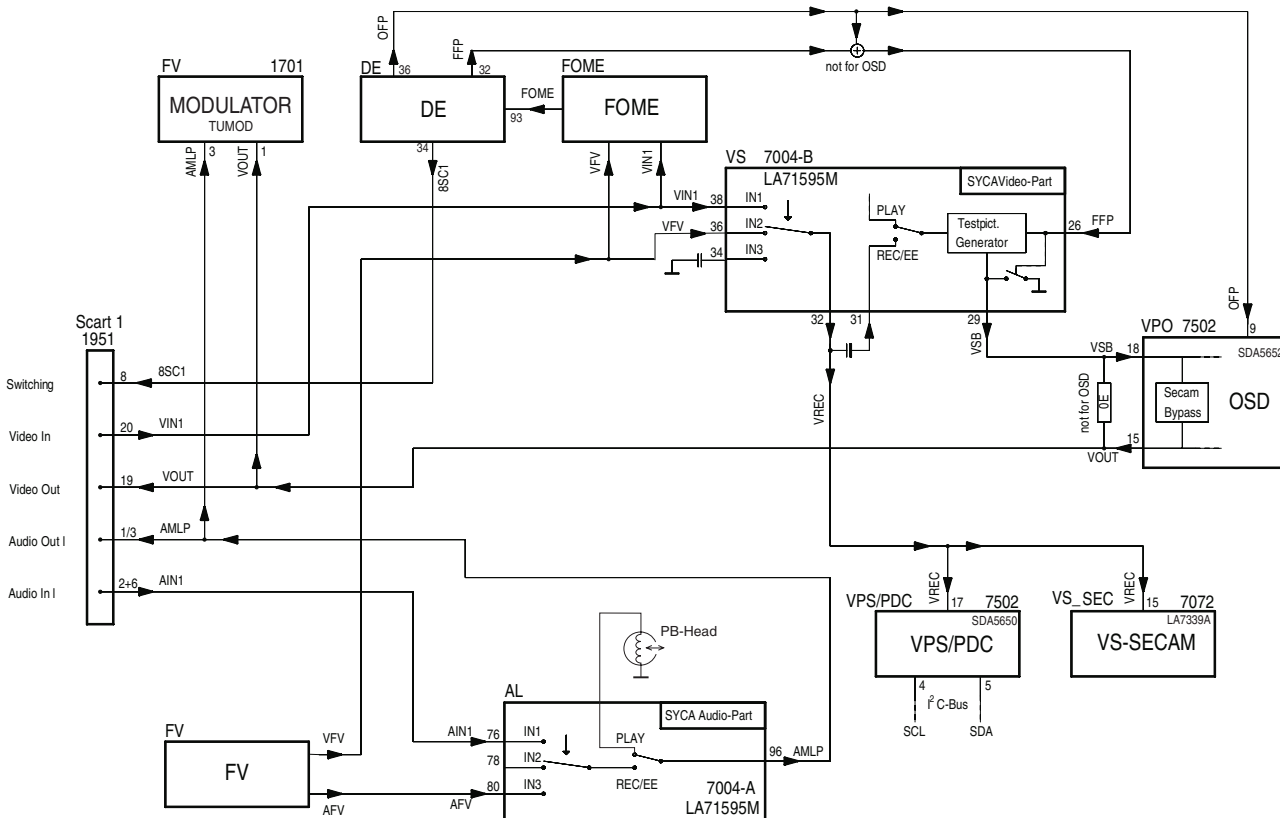 OFP
36
FFP
32
not for OSD
FV 1701
MODULATOR
TUMOD
AMLP
3
VOUT
1
DE
DE
FOME
93
34
8SC1
FOME
FOME
VFV
VIN1
VS 7004-B
LA71595M
SYCAVideo-Part
VIN1 38 IN1
VFV 36 IN2
34 IN3
PLAY
REC/EE
Testpict.
Generator
26 FFP
32
31
29
VSB
VREC
OFP
9
VPO 7502
SDA5652
VSB 18
not for OSD
0E
Secam
Bypass
OSD
15
VOUT
Scart 1
1951
Switching 8 8SC1
Video In 20 VIN1
Video Out 19 VOUT
Audio Out I 1/3 AMLP
Audio In I 2+6 AIN1
VREC
VPS/PDC 17 7502
SDA5650
VPS/PDC
4
5
I² C-Bus
SCL
SDA
VREC
VS_SEC 15 7072
LA7339A
VS-SECAM
PB-Head
AL
SYCA Audio-Part
AIN1 76 IN1
78 IN2
AFV 80 IN3
PLAY
REC/EE
96 AMLP
7004-A
LA71595M
FV
FV
VFV
AFV